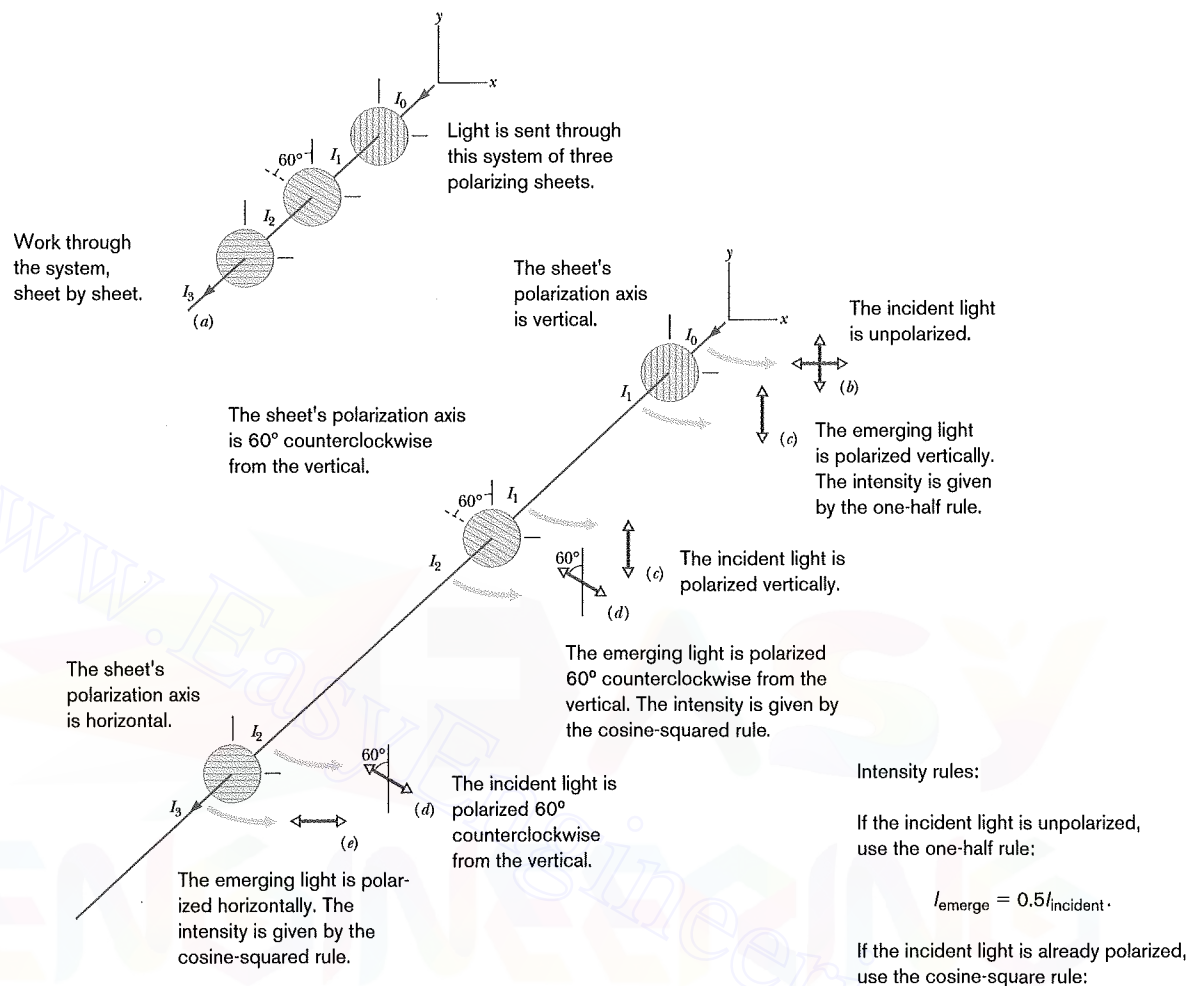 y
x
I0
Light is sent through
this system of three
polarizing sheets.
60°
I1
I2
Work through
the system,
sheet by sheet.
I3
(a)
The sheet's
polarization axis
is vertical.
y
x
I0
The incident light
is unpolarized.
(b)
I1
(c)
The emerging light
is polarized vertically.
The intensity is given
by the one-half rule.
The sheet's polarization axis
is 60° counterclockwise
from the vertical.
60°
I1
I2
(c)
The incident light is
polarized vertically.
60°
(d)
The emerging light is polarized
60° counterclockwise from the
vertical. The intensity is given by
the cosine-squared rule.
The sheet's
polarization axis
is horizontal.
I2
60°
(d)
The incident light is
polarized 60°
counterclockwise
from the vertical.
I3
(e)
The emerging light is polar-
ized horizontally. The
intensity is given by the
cosine-squared rule.
Intensity rules:
If the incident light is unpolarized,
use the one-half rule:
Iemerge = 0.5Iincident.
If the incident light is already polarized,
use the cosine-square rule:
ww.EasyEngineeri